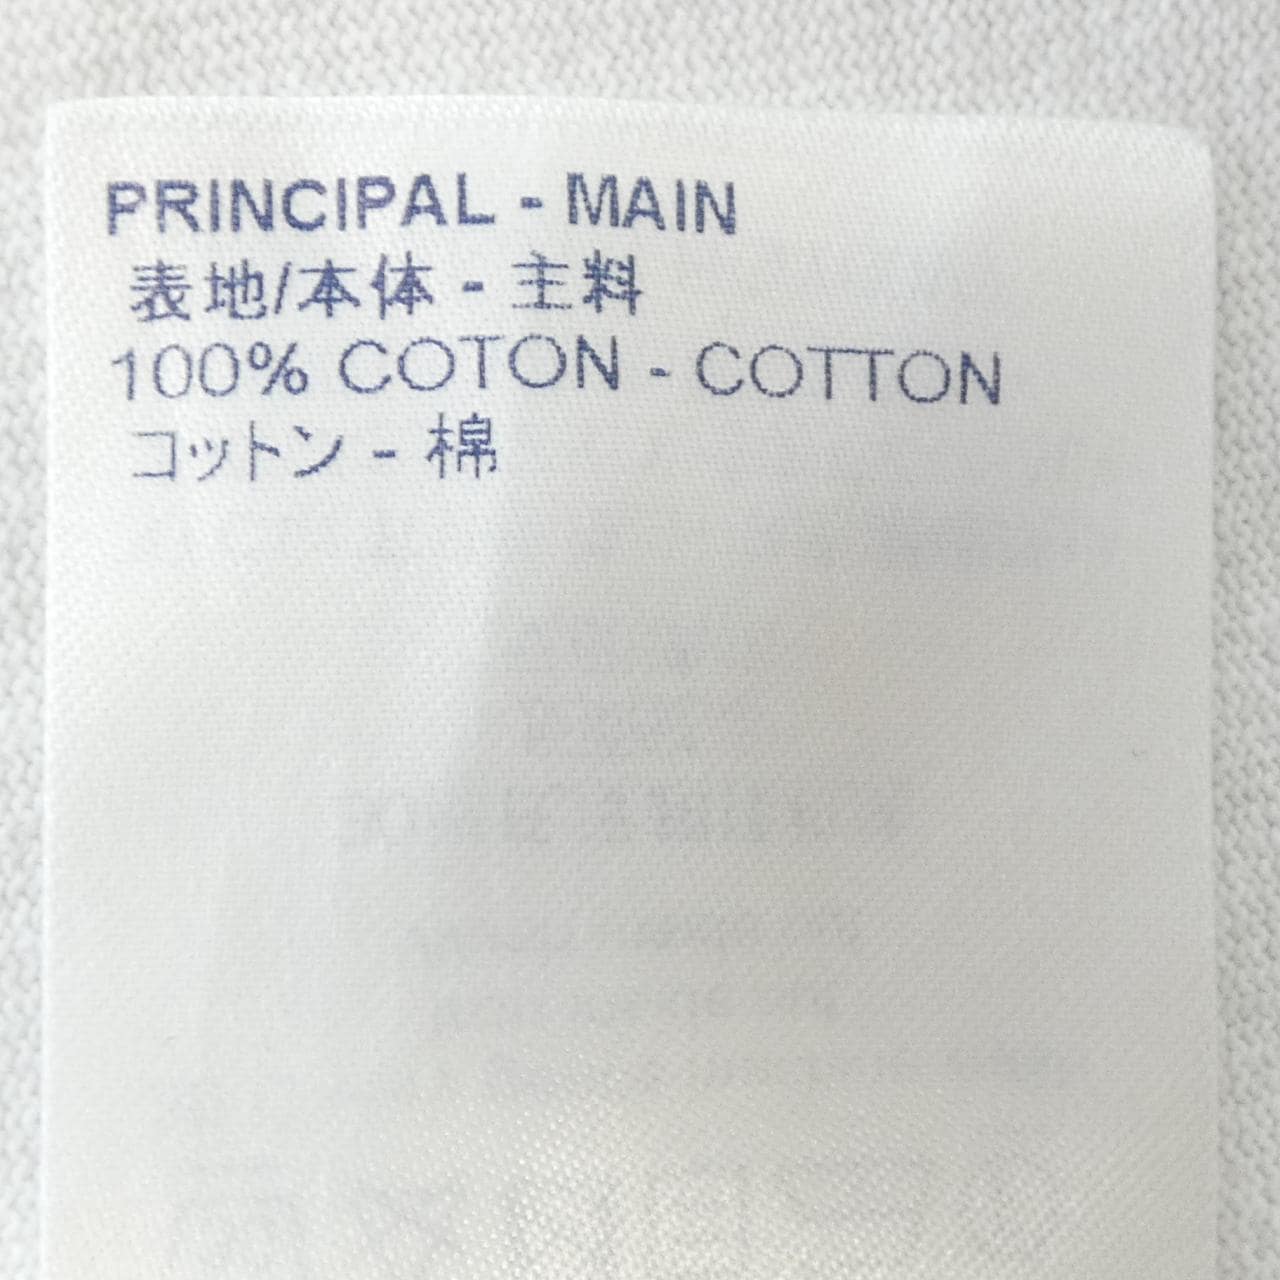 PRINCIPAL - MAIN
表地/本体 - 主料
100% COTON - COTTON
コットン - 棉